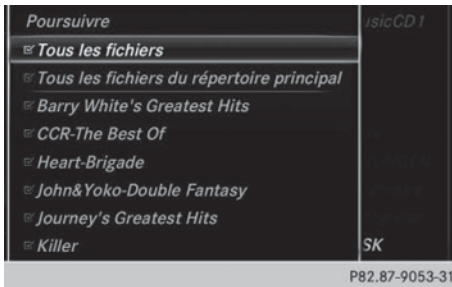 Poursuivre
usicCD1
Tous les fichiers
Tous les fichiers du répertoire principal
Barry White's Greatest Hits
CCR-The Best Of
Heart-Brigade
John&Yoko-Double Fantasy
Journey's Greatest Hits
Killer
SK
P82.87-9053-31